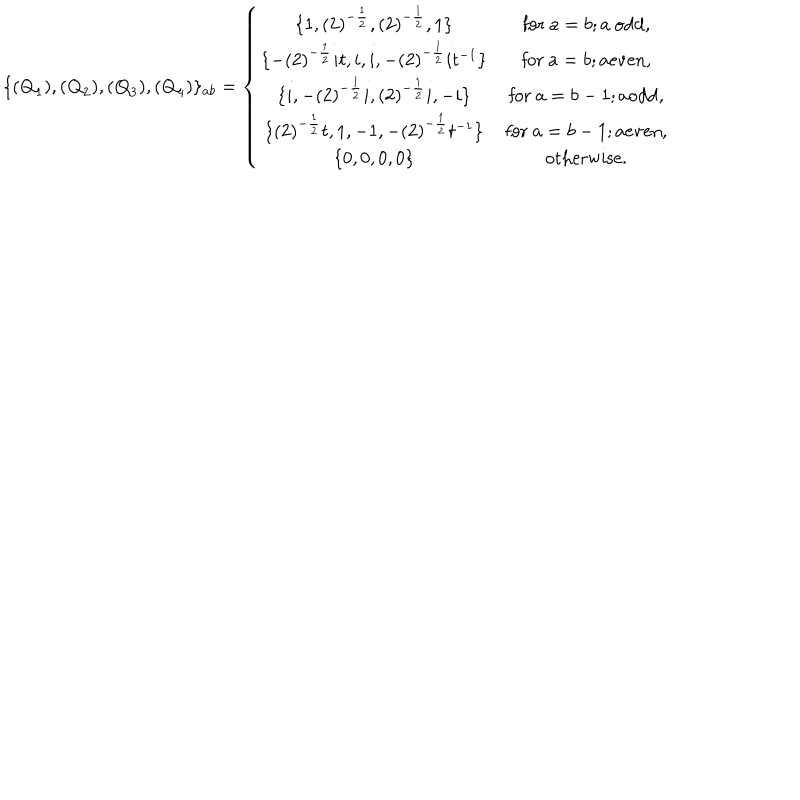 \{(Q_1),(Q_2),(Q_3),(Q_4)\}_{ab} = \begin{cases} \{1,(2)^{-\frac{1}{2}},(2)^{-\frac{1}{2}},1\} & \text{for } a=b; a \text{ odd}, \\
\{-(2)^{-\frac{1}{2}}it,i,i,-(2)^{-\frac{1}{2}}it^{-1}\} & \text{for } a=b; a\text{even}, \\
\{i,-(2)^{-\frac{1}{2}}i,(2)^{-\frac{1}{2}}i,-i\} & \text{for } a=b-1; a\text{odd}, \\
\{(2)^{-\frac{1}{2}}t,1,-1,-(2)^{-\frac{1}{2}}t^{-1}\} & \text{for } a=b-1; a\text{even}, \\
\{0,0,0,0\} & \text{otherwise}. \end{cases}